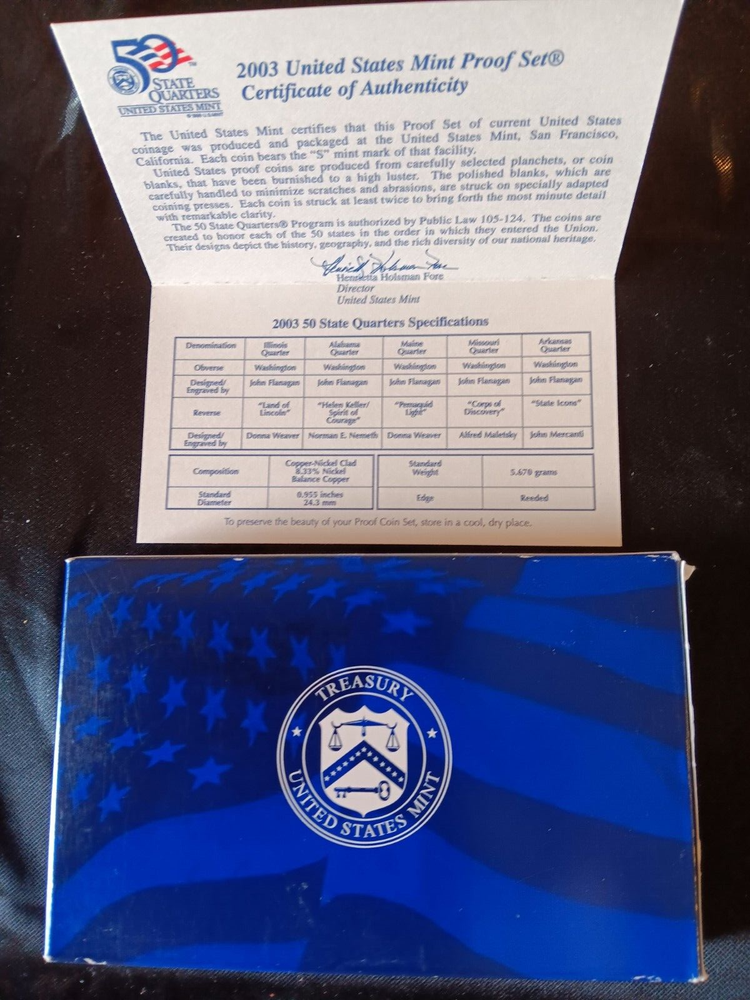 50
STATE
QUARTERS
UNITED STATES MINT
2003 United States Mint Proof Set®
Certificate of Authenticity
The United States Mint certifies that this Proof Set of current United States
coinage was produced and packaged at the United States Mint, San Francisco,
California. Each coin bears the "S" mint mark of that facility.
United States proof coins are produced from carefully selected planchets, or coin
blanks, that have been burnished to a high luster. The polished blanks, which are
carefully handled to minimize scratches and abrasions, are struck on specially adapted
coining presses. Each coin is struck at least twice to bring forth the most minute detail
with remarkable clarity.
The 50 State Quarters® Program is authorized by Public Law 105-124. The coins are
created to honor each of the 50 states in the order in which they entered the Union.
Their designs depict the history, geography, and the rich diversity of our national heritage.
Henrietta Holsman Fore
Henrietta Holsman Fore
Director
United States Mint
2003 50 State Quarters Specifications
Denomination Illinois Quarter Alabama Quarter Maine Quarter Missouri Quarter Arkansas Quarter
Obverse Washington Washington Washington Washington Washington
Designed/ Engraved by John Flanagan John Flanagan John Flanagan John Flanagan John Flanagan
Reverse "Land of Lincoln" "Helen Keller/ Spirit of Courage" "Pemaquid Light" "Corps of Discovery" "State Icons"
Designed/ Engraved by Donna Weaver Norman E. Nemeth Donna Weaver Alfred Maletsky John Mercanti
Composition Copper-Nickel Clad 8.33% Nickel Balance Copper Standard Weight 5.670 grams
Standard Diameter 0.955 inches 24.3 mm Edge Reeded
To preserve the beauty of your Proof Coin Set, store in a cool, dry place.
TREASURY
UNITED STATES MINT